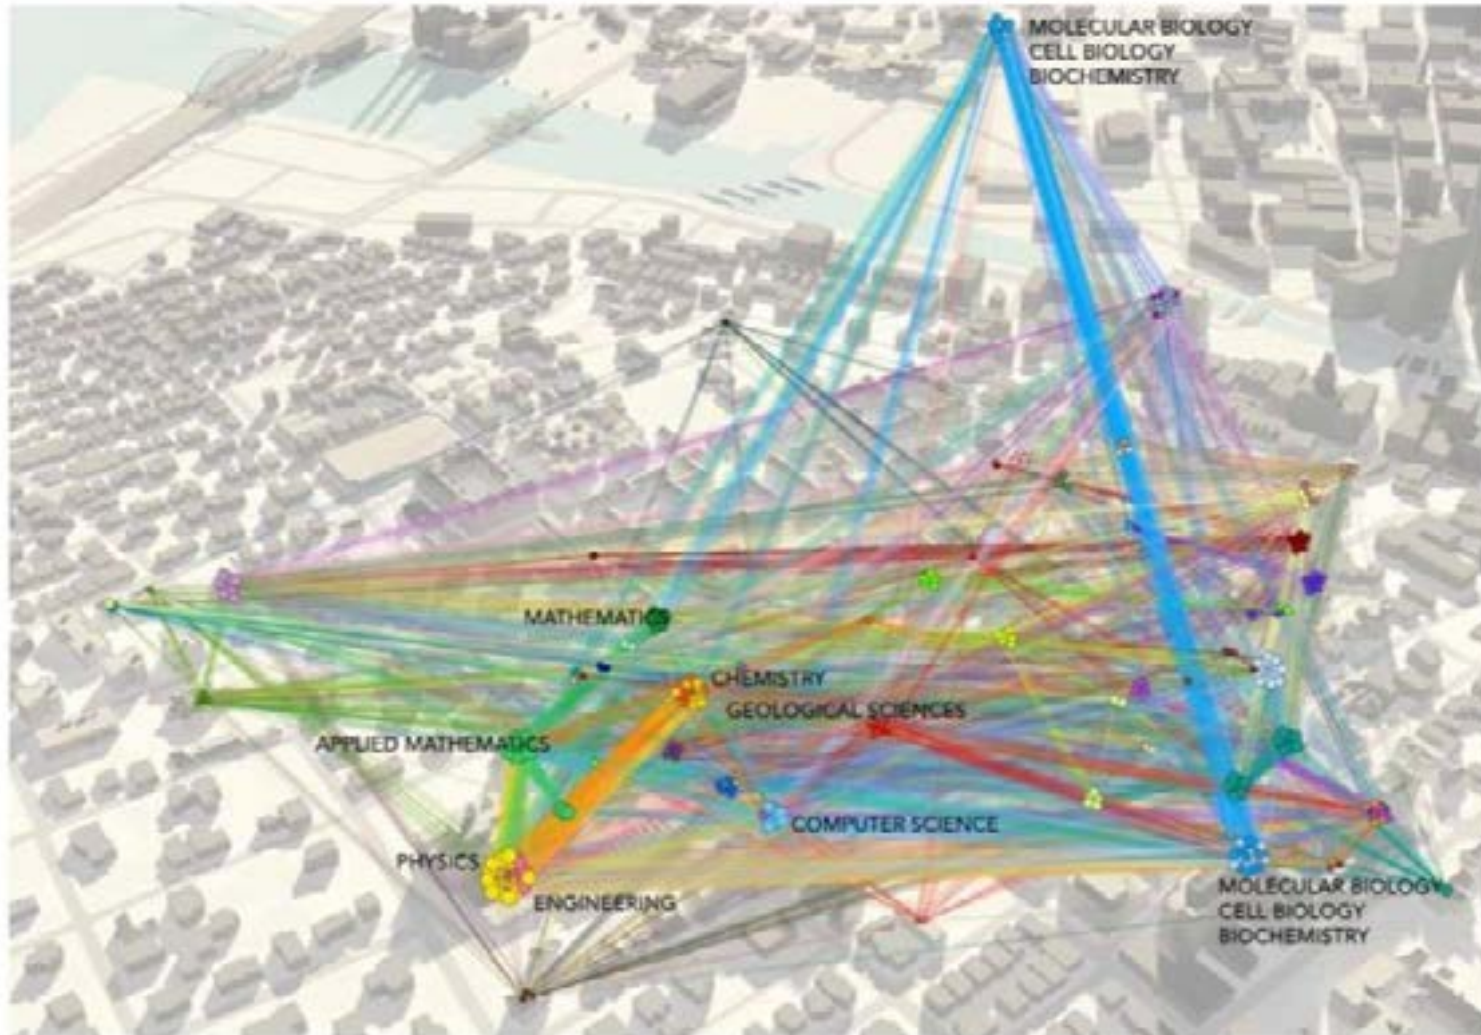 MOLECULAR BIOLOGY
CELL BIOLOGY
BIOCHEMISTRY
MATHEMATICS
CHEMISTRY
GEOLOGICAL SCIENCES
APPLIED MATHEMATICS
COMPUTER SCIENCE
PHYSICS
ENGINEERING
MOLECULAR BIOLOGY
CELL BIOLOGY
BIOCHEMISTRY